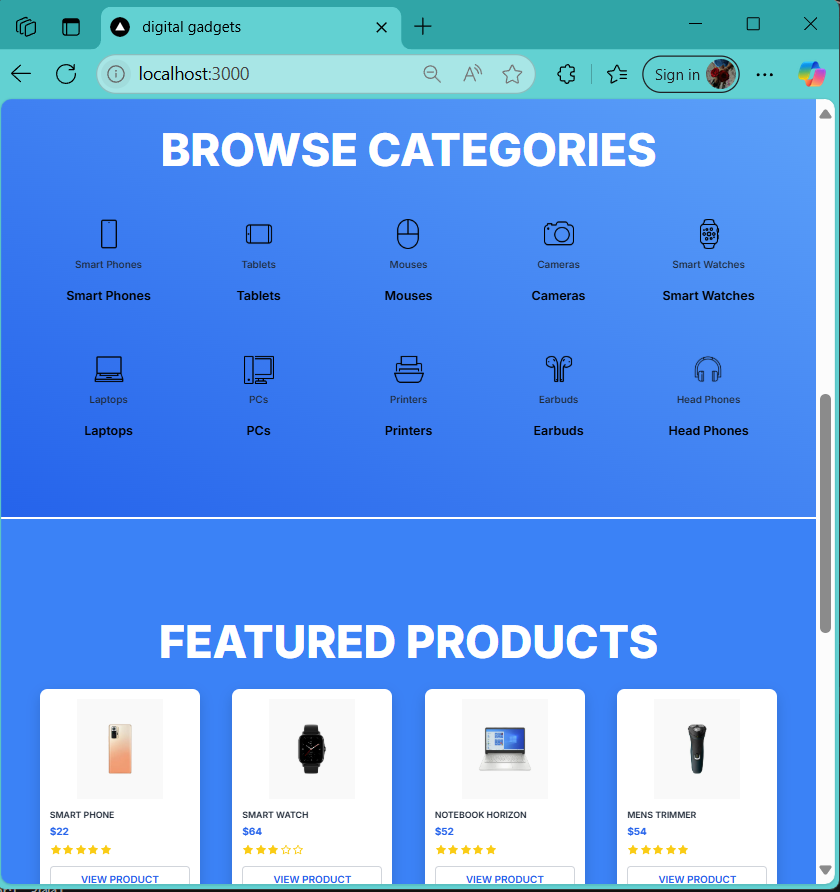 digital gadgets
localhost:3000
Sign in
BROWSE CATEGORIES
Smart Phones Tablets Mouses Cameras Smart Watches
Smart Phones Tablets Mouses Cameras Smart Watches
Laptops PCs Printers Earbuds Head Phones
Laptops PCs Printers Earbuds Head Phones
FEATURED PRODUCTS
SMART PHONE SMART WATCH NOTEBOOK HORIZON MENS TRIMMER
$22 $64 $52 $54
VIEW PRODUCT VIEW PRODUCT VIEW PRODUCT VIEW PRODUCT